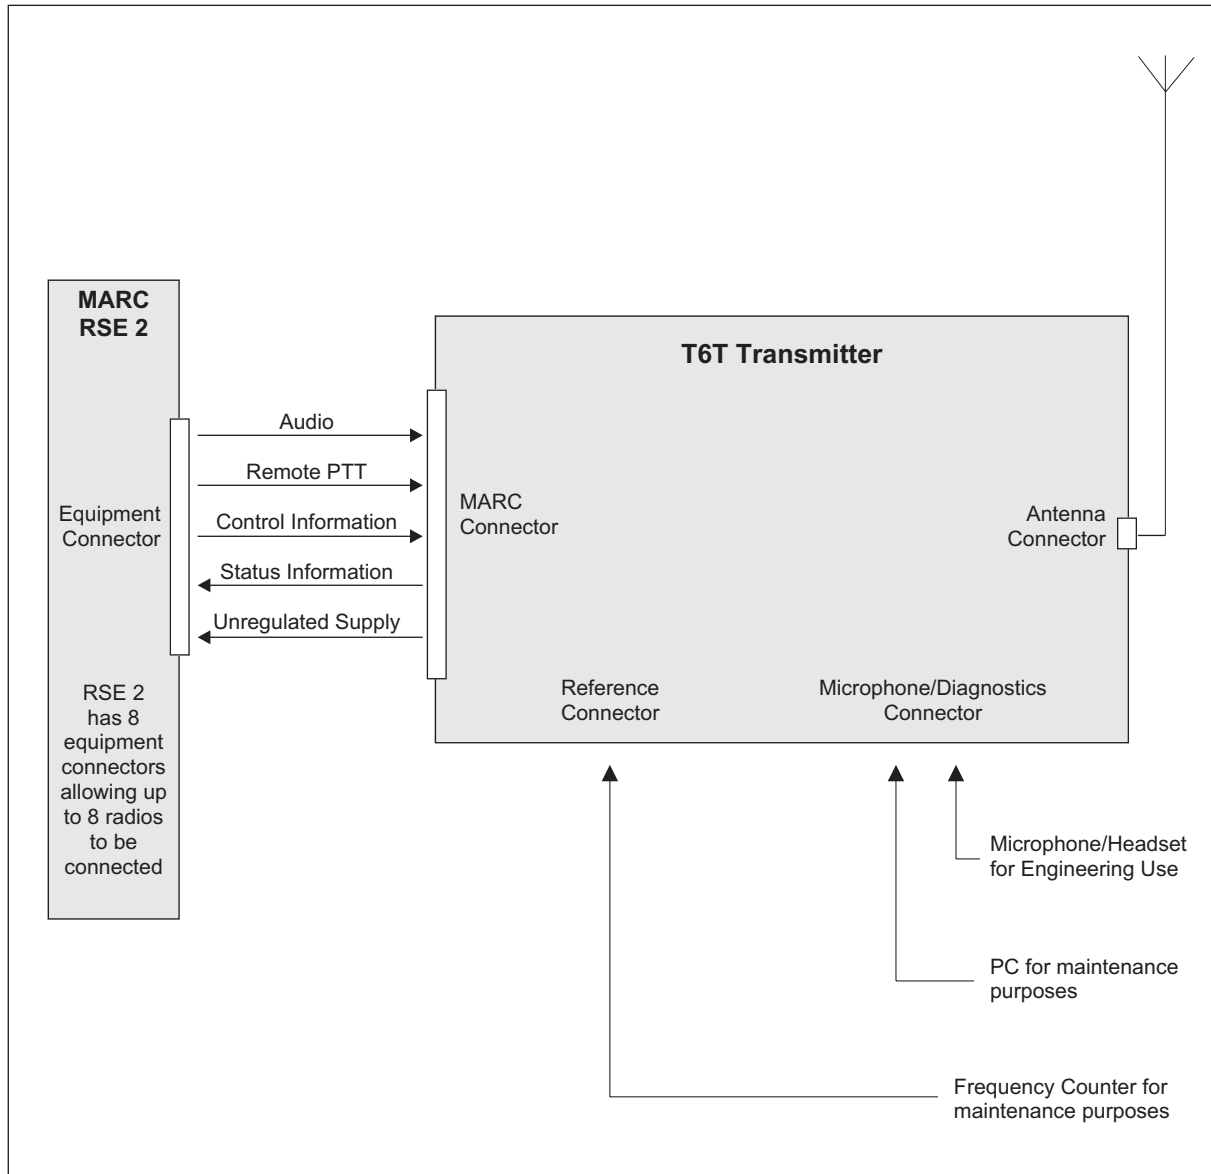 MARC
RSE 2
Equipment
Connector
RSE 2
has 8
equipment
connectors
allowing up
to 8 radios
to be
connected
Audio
Remote PTT
Control Information
Status Information
Unregulated Supply
T6T Transmitter
MARC
Connector
Antenna
Connector
Reference
Connector
Microphone/Diagnostics
Connector
Microphone/Headset
for Engineering Use
PC for maintenance
purposes
Frequency Counter for
maintenance purposes